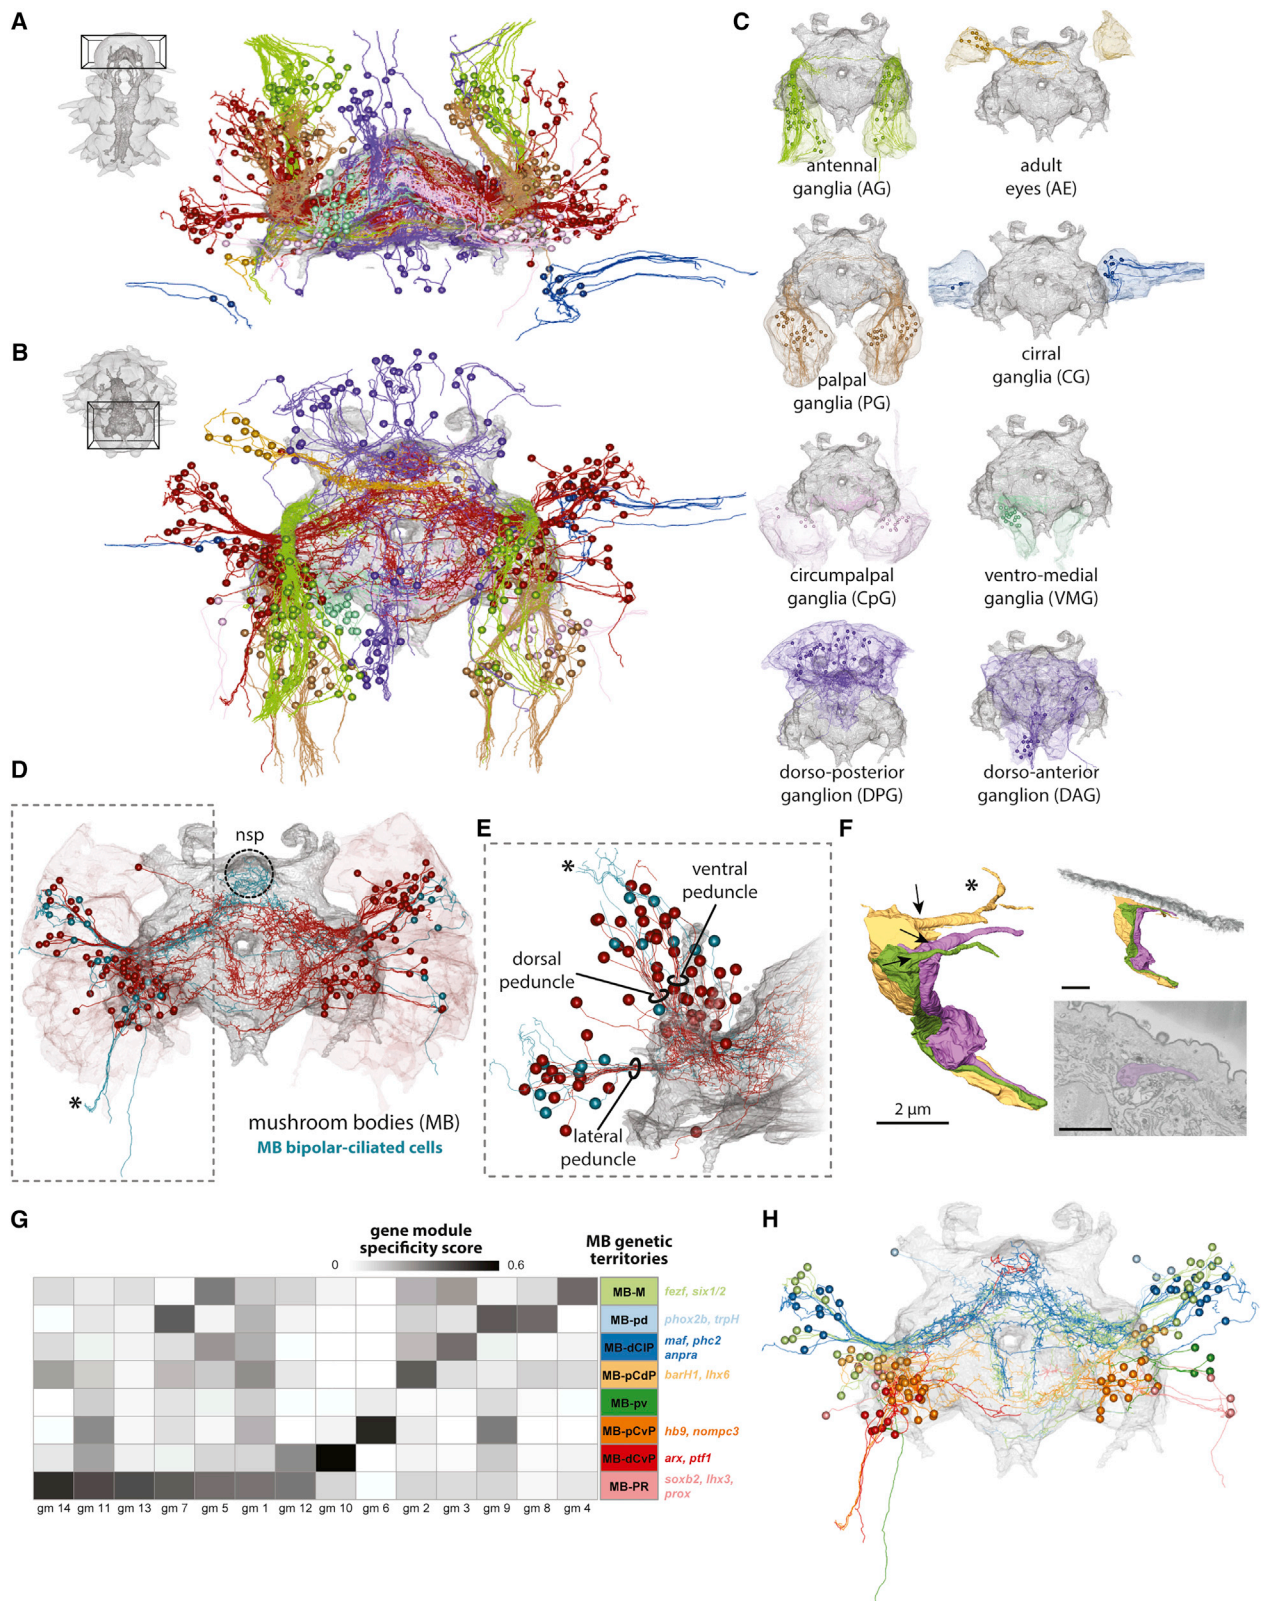 A
B
C
antennal
ganglia (AG)
adult
eyes (AE)
palpal
ganglia (PG)
cirral
ganglia (CG)
circumpalpal
ganglia (CpG)
ventro-medial
ganglia (VMG)
dorso-posterior
ganglion (DPG)
dorso-anterior
ganglion (DAG)
D
nsp
*
mushroom bodies (MB)
MB bipolar-ciliated cells
E
*
ventral
peduncle
dorsal
peduncle
lateral
peduncle
F
*
2 µm
G
gene module
specificity score
0 0.6
MB genetic
territories
MB-M fezf, six1/2
MB-pd phox2b, trpH
MB-dClP maf, phc2
anpra
MB-pCdP barH1, lhx6
MB-pv
MB-pCvP hb9, nompc3
MB-dCvP arx, ptf1
MB-PR soxb2, lhx3,
prox
gm 14 gm 11 gm 13 gm 7 gm 5 gm 1 gm 12 gm 10 gm 6 gm 2 gm 3 gm 9 gm 8 gm 4
H